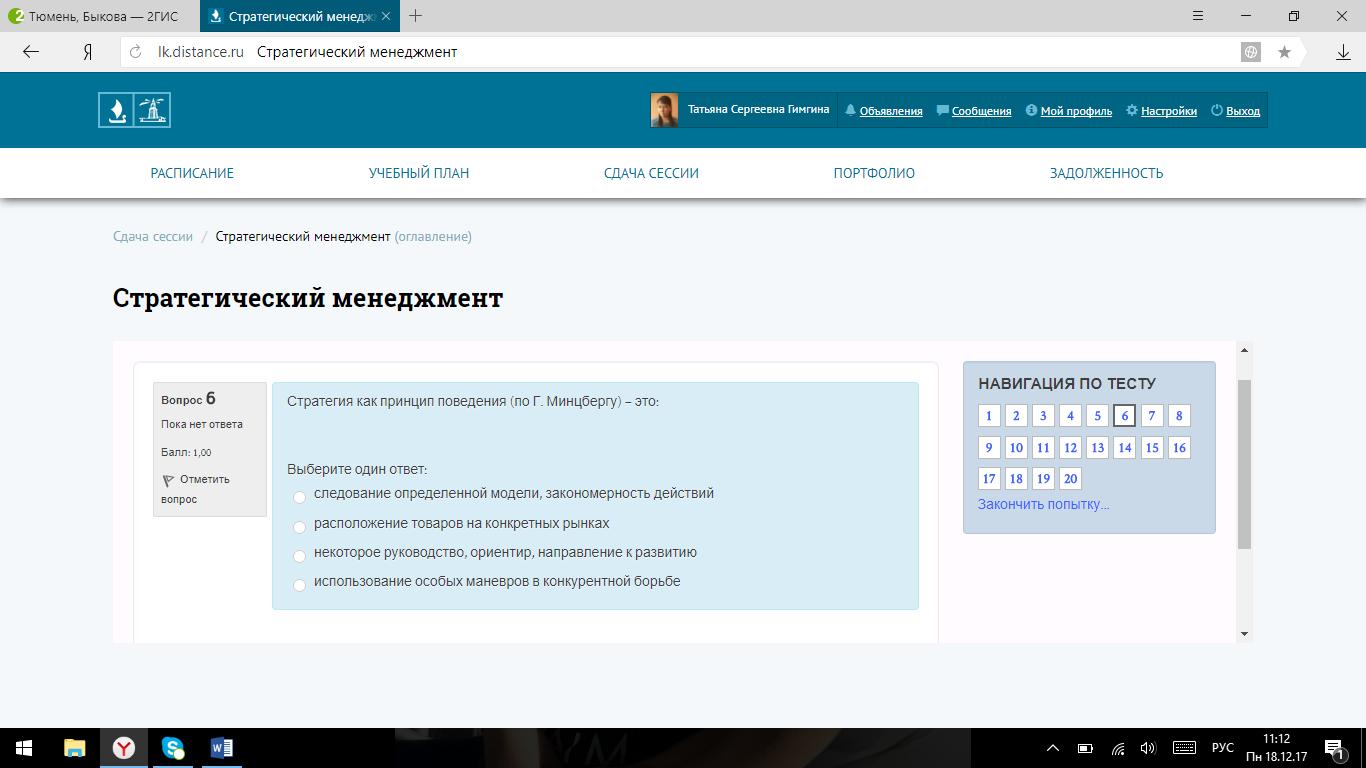 Тюмень, Быкова — 2ГИС
Стратегический менедж
lk.distance.ru Стратегический менеджмент
Татьяна Сергеевна Гимгина Объявления Сообщения Мой профиль Настройки Выход
РАСПИСАНИЕ УЧЕБНЫЙ ПЛАН СДАЧА СЕССИИ ПОРТФОЛИО ЗАДОЛЖЕННОСТЬ
Сдача сессии / Стратегический менеджмент (оглавление)
Стратегический менеджмент
Вопрос 6
Пока нет ответа
Балл: 1,00
Отметить
вопрос
Стратегия как принцип поведения (по Г. Минцбергу) – это:
Выберите один ответ:
следование определенной модели, закономерность действий
расположение товаров на конкретных рынках
некоторое руководство, ориентир, направление к развитию
использование особых маневров в конкурентной борьбе
НАВИГАЦИЯ ПО ТЕСТУ
1 2 3 4 5 6 7 8
9 10 11 12 13 14 15 16
17 18 19 20
Закончить попытку...
РУС
11:12
Пн 18.12.17
1